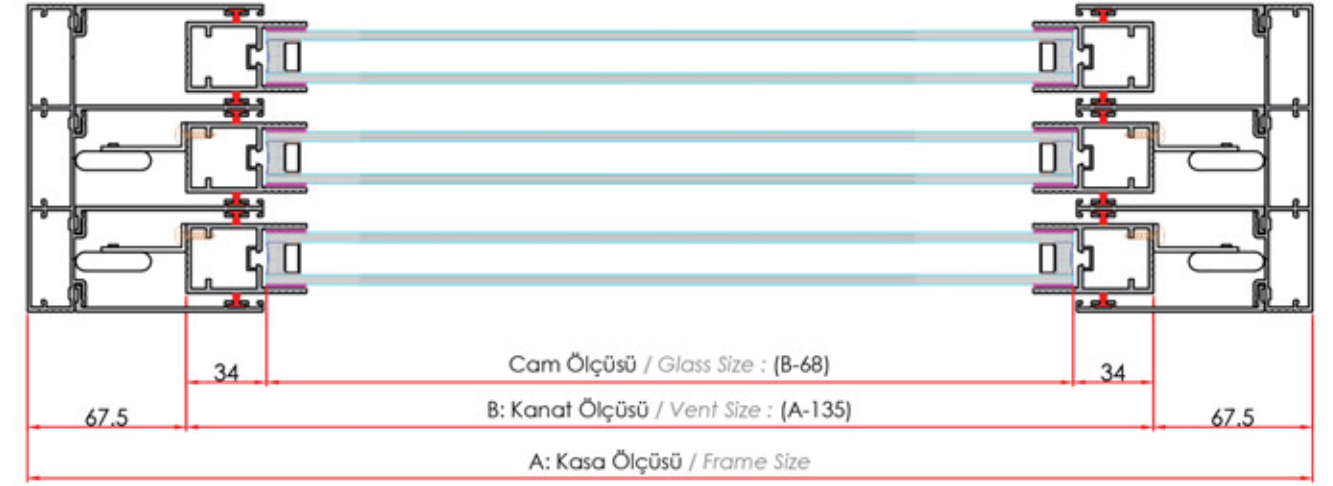 Cam Ölçüsü / Glass Size : (B-68)
34 34
B: Kanat Ölçüsü / Vent Size : (A-135)
67.5 67.5
A: Kasa Ölçüsü / Frame Size